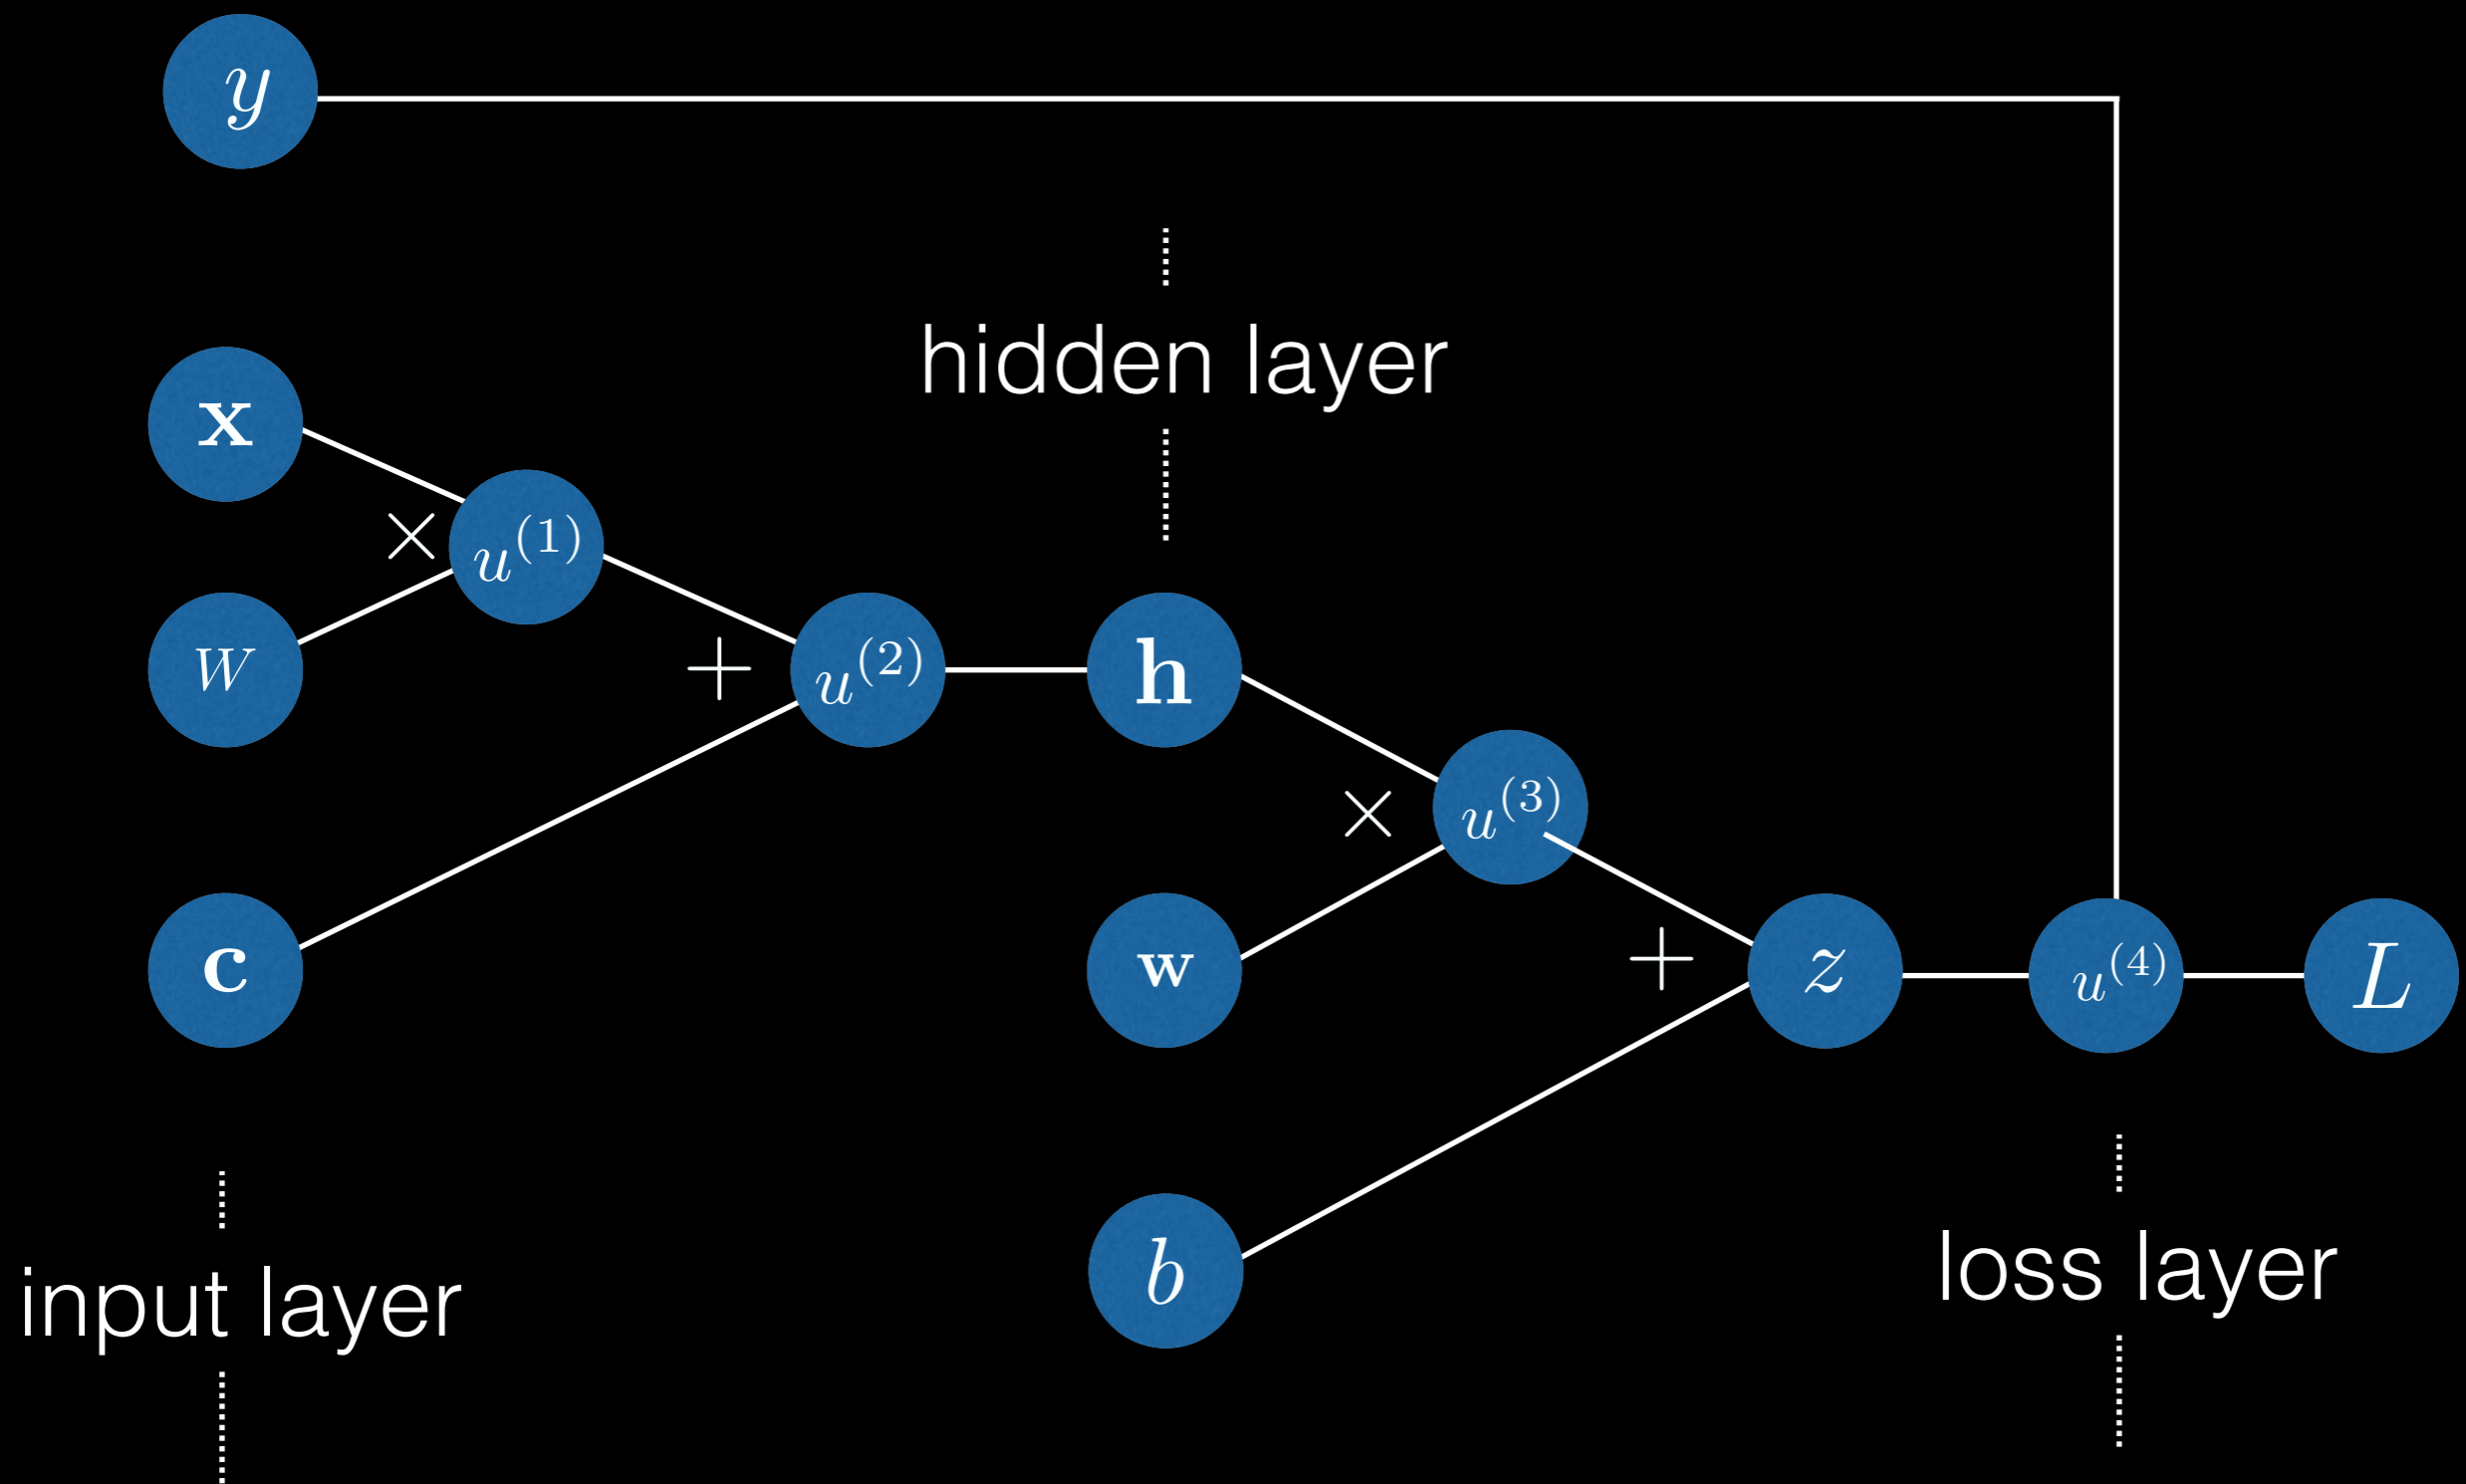 y
hidden layer
x
×
u^{(1)}
W
+
u^{(2)}
h
×
u^{(3)}
c
w
+
z
u^{(4)}
L
b
input layer
loss layer